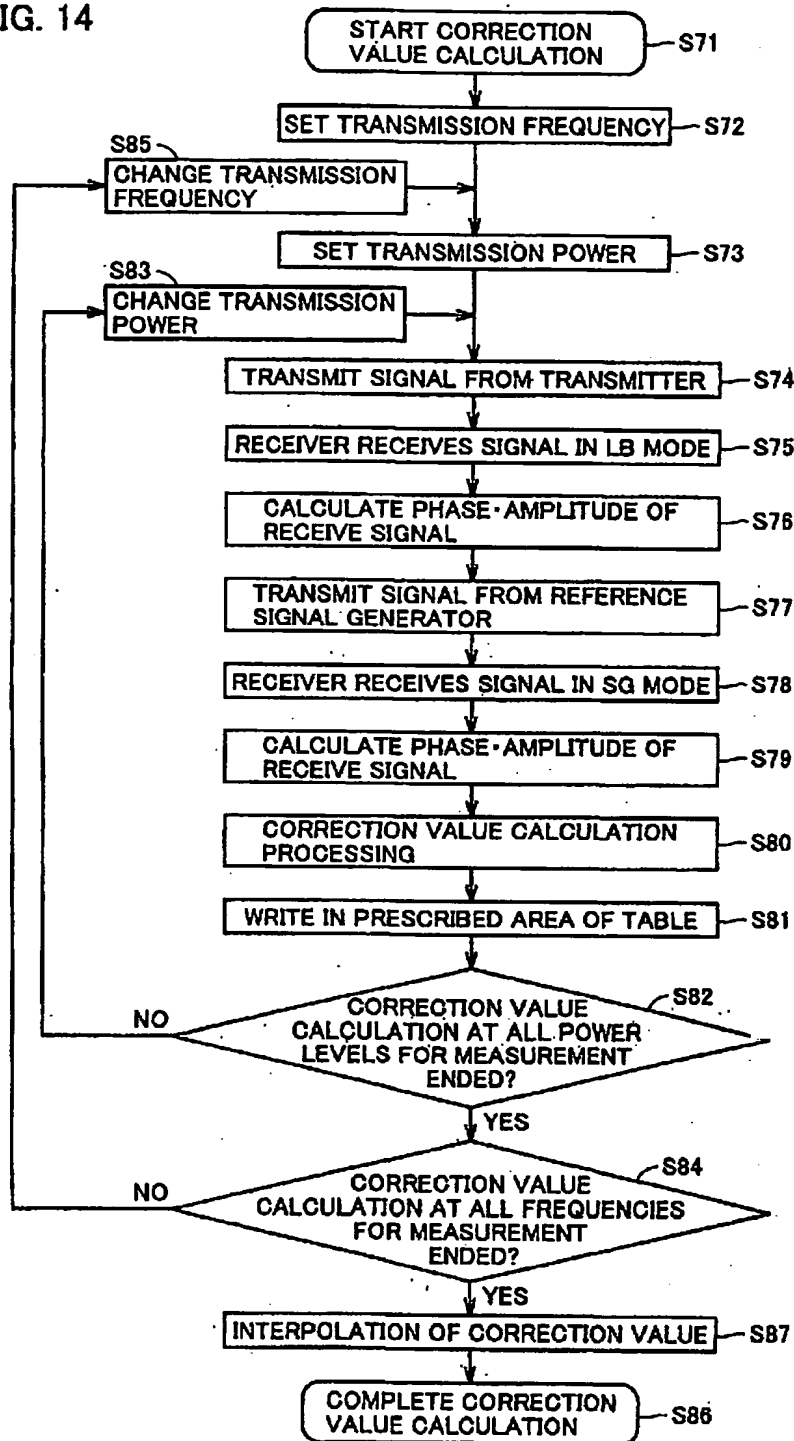 IG. 14
START CORRECTION
VALUE CALCULATION
S71
SET TRANSMISSION FREQUENCY
S72
S85
CHANGE TRANSMISSION
FREQUENCY
SET TRANSMISSION POWER
S73
S83
CHANGE TRANSMISSION
POWER
TRANSMIT SIGNAL FROM TRANSMITTER
S74
RECEIVER RECEIVES SIGNAL IN LB MODE
S75
CALCULATE PHASE·AMPLITUDE OF
RECEIVE SIGNAL
S76
TRANSMIT SIGNAL FROM REFERENCE
SIGNAL GENERATOR
S77
RECEIVER RECEIVES SIGNAL IN SG MODE
S78
CALCULATE PHASE·AMPLITUDE OF
RECEIVE SIGNAL
S79
CORRECTION VALUE CALCULATION
PROCESSING
S80
WRITE IN PRESCRIBED AREA OF TABLE
S81
S82
NO
CORRECTION VALUE
CALCULATION AT ALL POWER
LEVELS FOR MEASUREMENT
ENDED?
YES
S84
NO
CORRECTION VALUE
CALCULATION AT ALL FREQUENCIES
FOR MEASUREMENT
ENDED?
YES
INTERPOLATION OF CORRECTION VALUE
S87
COMPLETE CORRECTION
VALUE CALCULATION
S86